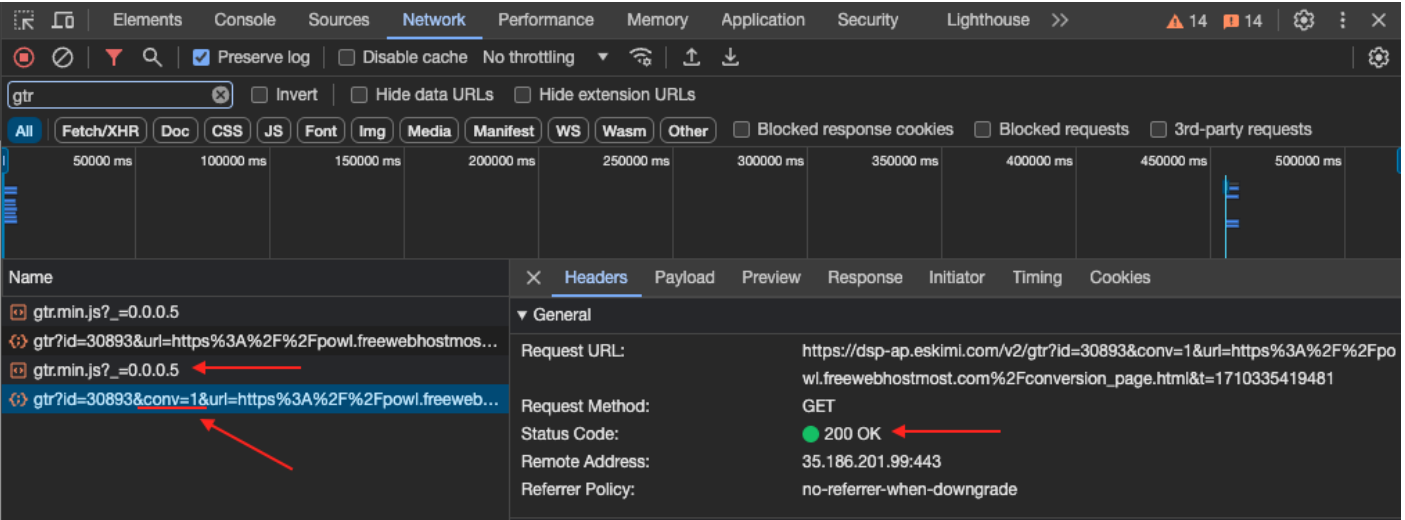 Elements Console Sources Network Performance Memory Application Security Lighthouse >> 14 14
Preserve log Disable cache No throttling
gtr Invert Hide data URLs Hide extension URLs
All Fetch/XHR Doc CSS JS Font Img Media Manifest WS Wasm Other Blocked response cookies Blocked requests 3rd-party requests
50000 ms 100000 ms 150000 ms 200000 ms 250000 ms 300000 ms 350000 ms 400000 ms 450000 ms 500000 ms
Name
gtr.min.js?_=0.0.0.5
gtr?id=30893&url=https%3A%2F%2Fpowl.freewebhostmos...
gtr.min.js?_=0.0.0.5
gtr?id=30893&conv=1&url=https%3A%2F%2Fpowl.freeweb...
Headers Payload Preview Response Initiator Timing Cookies
General
Request URL: https://dsp-ap.eskimi.com/v2/gtr?id=30893&conv=1&url=https%3A%2F%2Fpo
wl.freewebhostmost.com%2Fconversion_page.html&t=1710335419481
Request Method: GET
Status Code: 200 OK
Remote Address: 35.186.201.99:443
Referrer Policy: no-referrer-when-downgrade